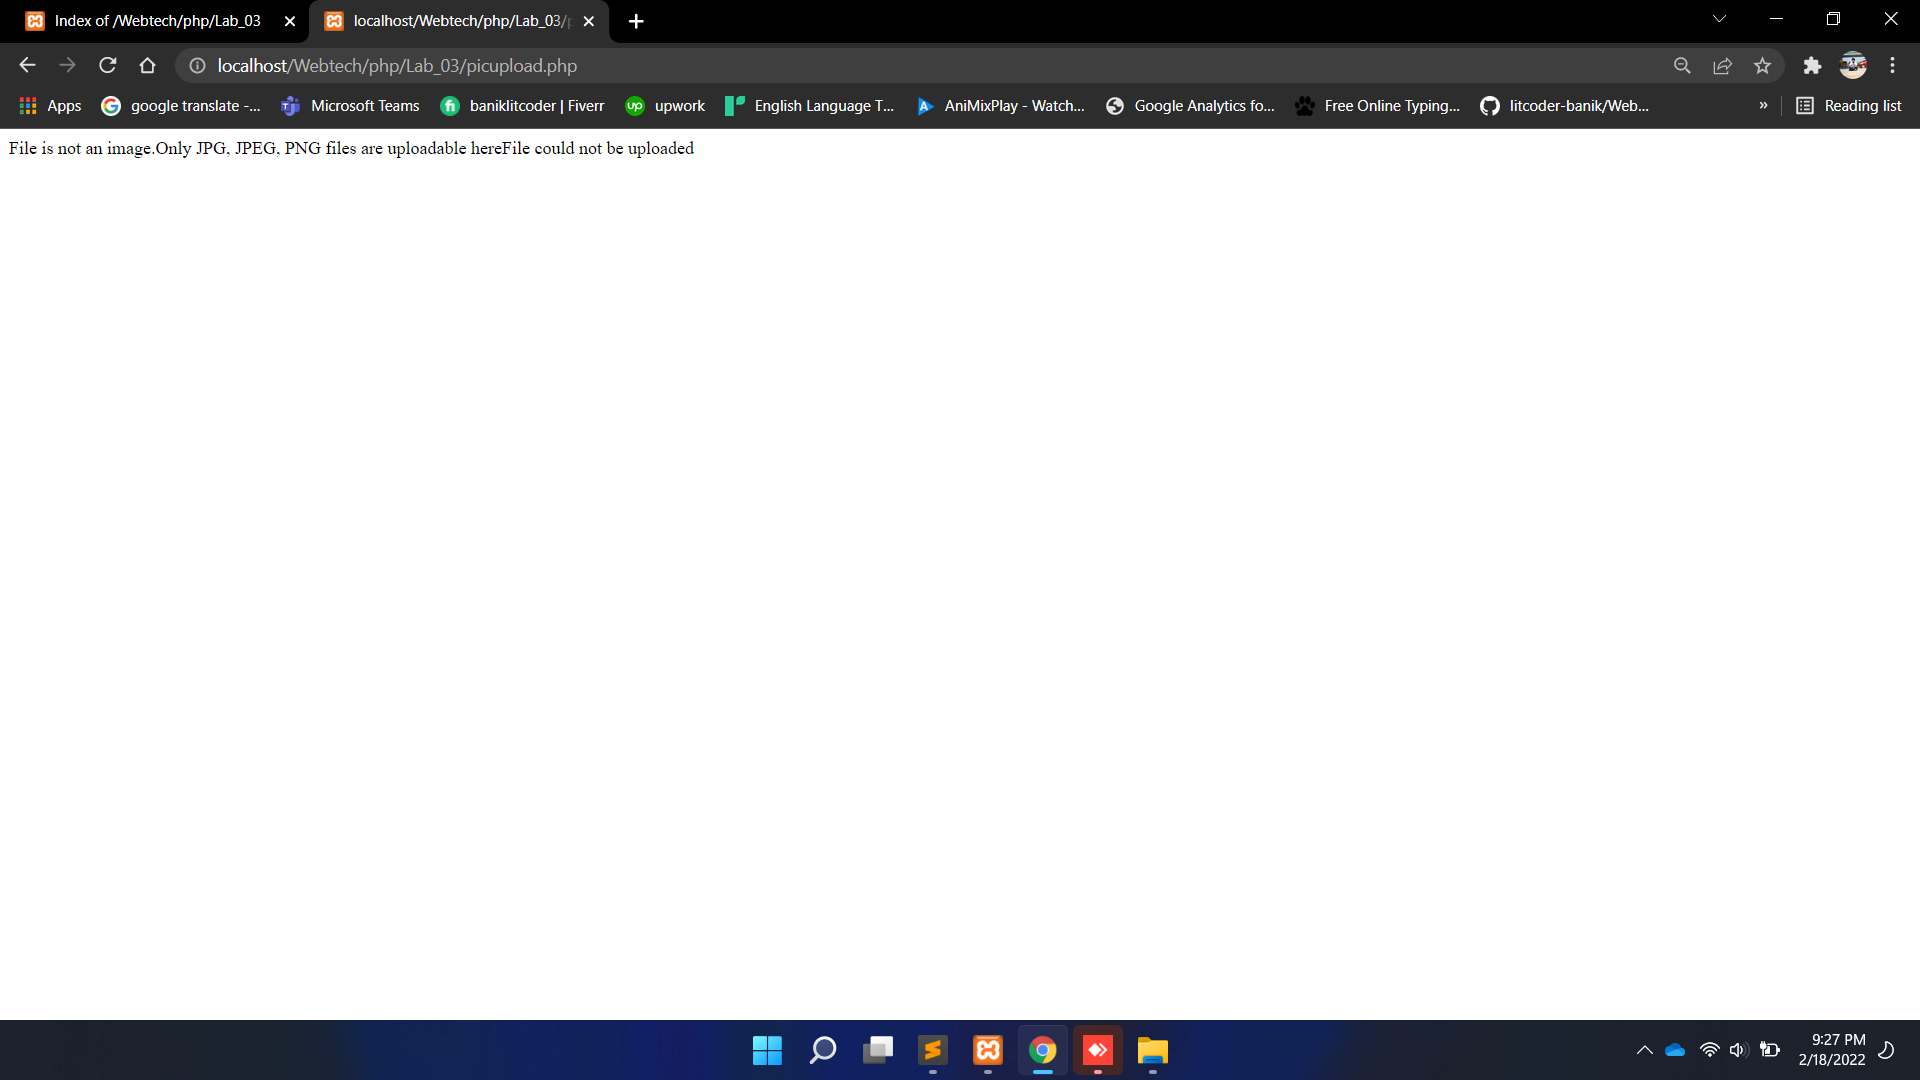 Index of /Webtech/php/Lab_03
localhost/Webtech/php/Lab_03/
localhost/Webtech/php/Lab_03/picupload.php
Apps
google translate -...
Microsoft Teams
baniklitcoder | Fiverr
upwork
English Language T...
AniMixPlay - Watch...
Google Analytics fo...
Free Online Typing...
litcoder-banik/Web...
»
Reading list
File is not an image.Only JPG, JPEG, PNG files are uploadable hereFile could not be uploaded
9:27 PM
2/18/2022